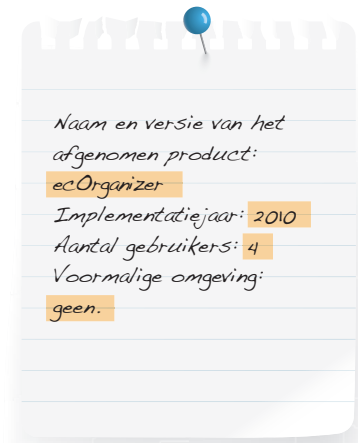 Naam en versie van het
afgenomen product:
ecOrganizer
Implementatiejaar: 2010
Aantal gebruikers: 4
Voormalige omgeving:
geen.